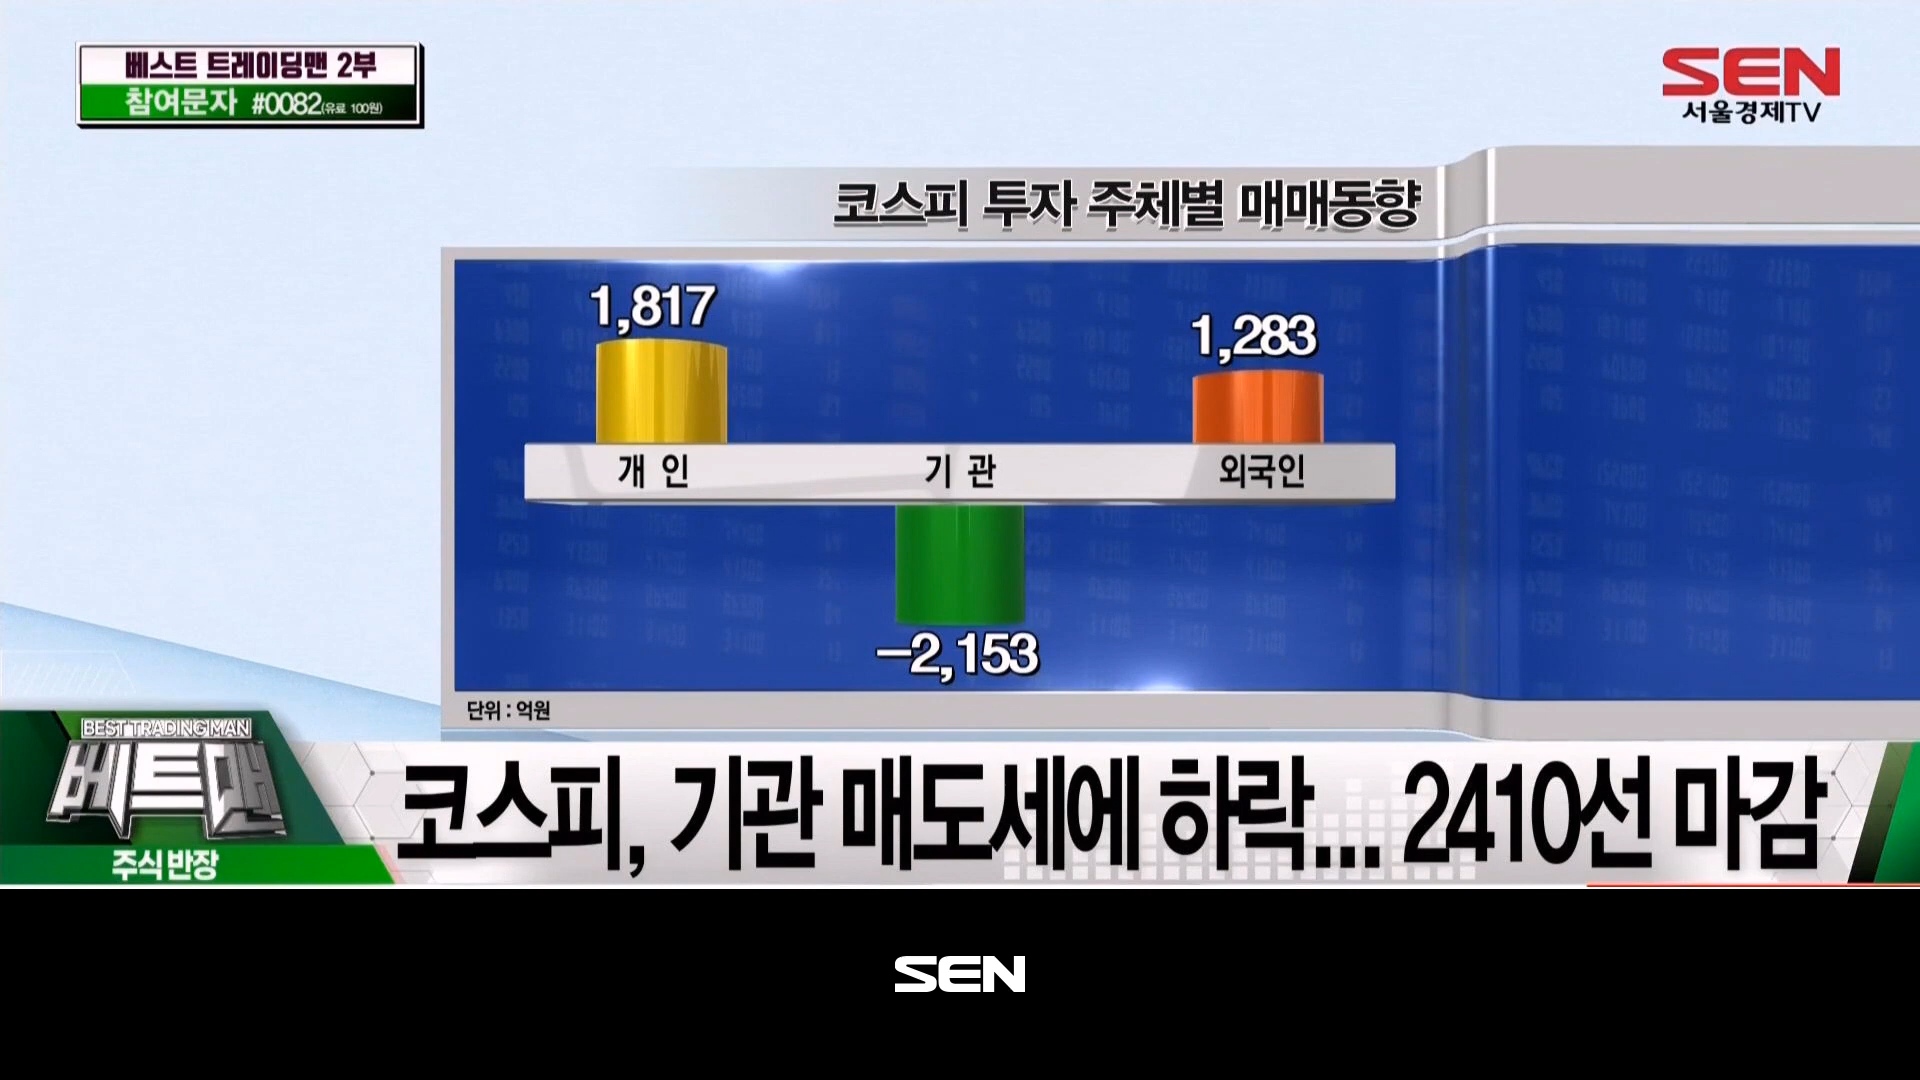 베스트 트레이딩맨 2부
참여문자 #0082(유료 100원)
SEN
서울경제TV
코스피 투자 주체별 매매동향
1,817
1,283
개 인
기 관
외국인
-2,153
단위 : 억원
BEST TRADING MAN
베트맨
주식 반장
코스피, 기관 매도세에 하락... 2410선 마감
SEN